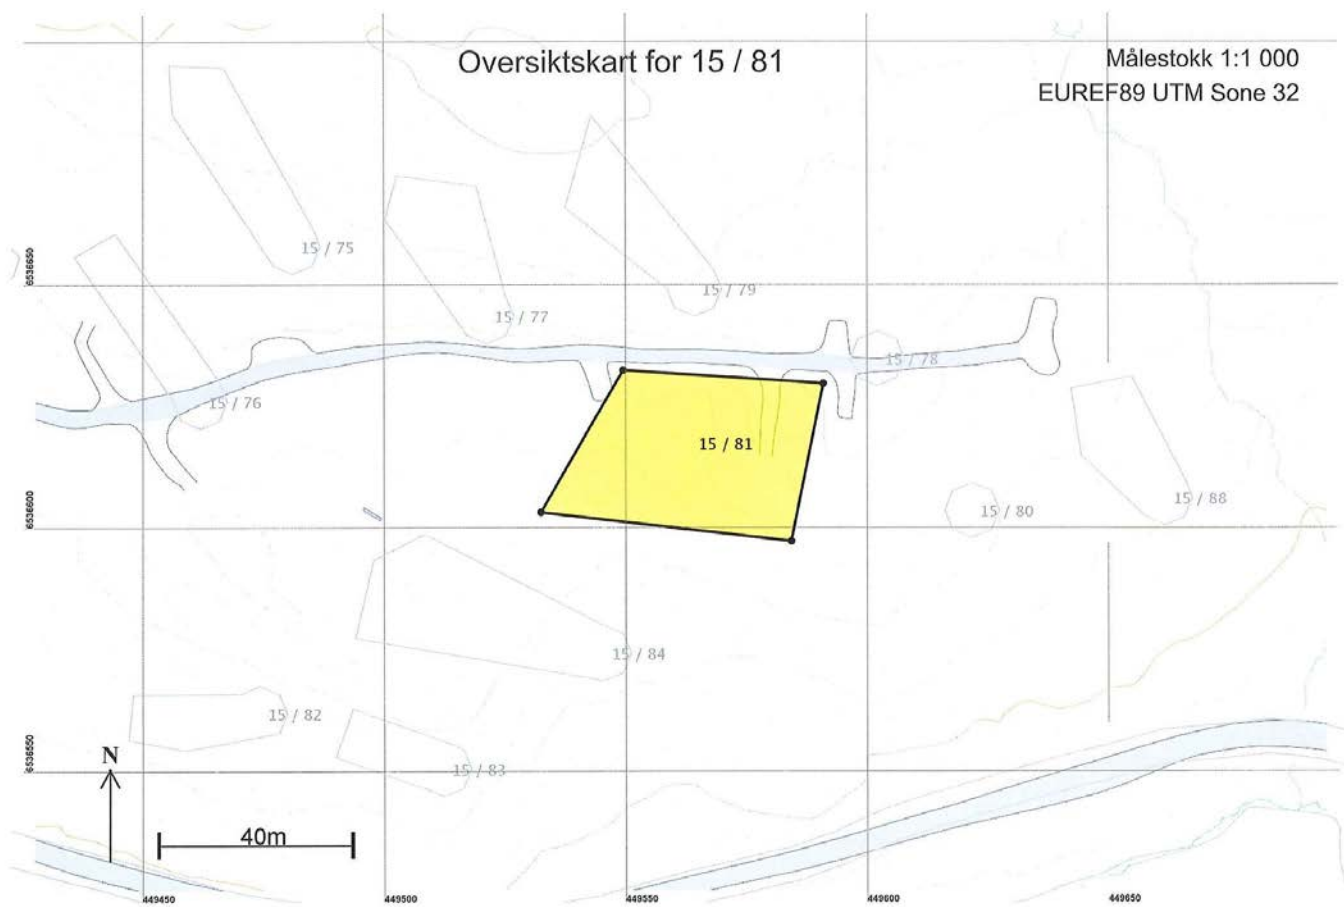 Oversiktskart for 15 / 81
Målestokk 1:1 000
EUREF89 UTM Sone 32
15 / 75
6536650
15 / 79
15 / 77
15 / 78
15 / 76
15 / 81
15 / 88
15 / 80
6536600
15 / 84
15 / 82
6536550
N
15 / 83
40m
449450
449500
449550
449600
449650